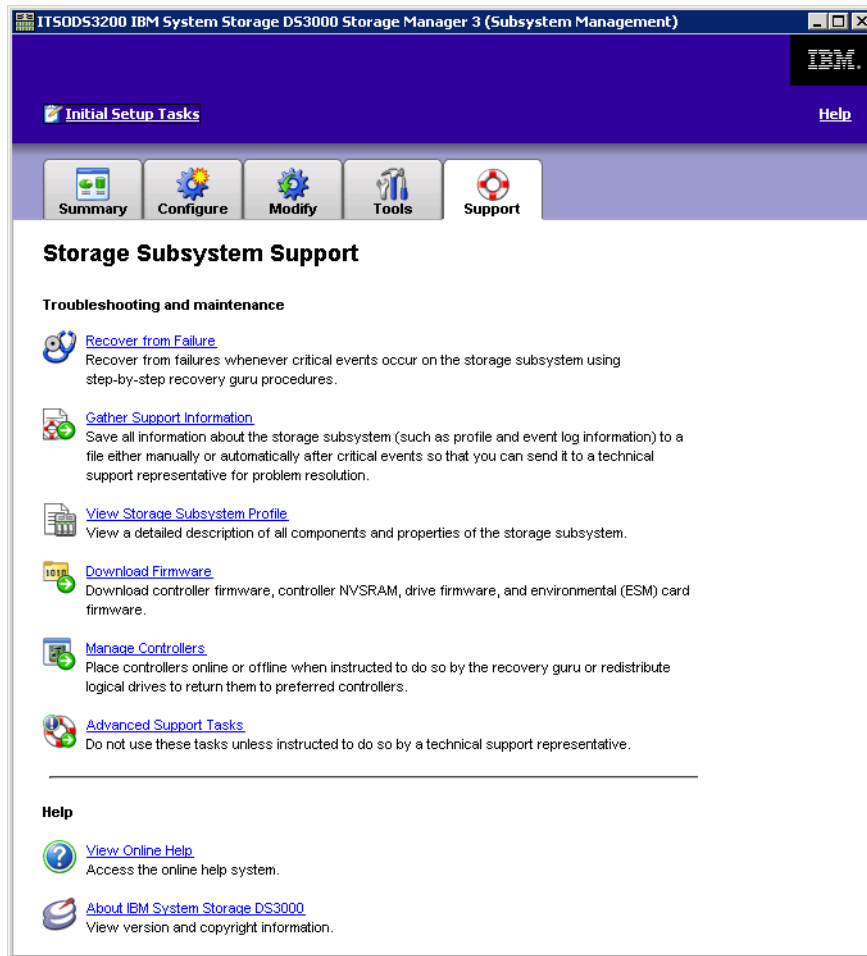 ITSODS3200 IBM System Storage DS3000 Storage Manager 3 (Subsystem Management)
IBM.
Initial Setup Tasks
Help
Summary
Configure
Modify
Tools
Support
Storage Subsystem Support
Troubleshooting and maintenance
Recover from Failure
Recover from failures whenever critical events occur on the storage subsystem using
step-by-step recovery guru procedures.
Gather Support Information
Save all information about the storage subsystem (such as profile and event log information) to a
file either manually or automatically after critical events so that you can send it to a technical
support representative for problem resolution.
View Storage Subsystem Profile
View a detailed description of all components and properties of the storage subsystem.
1010
Download Firmware
Download controller firmware, controller NVSRAM, drive firmware, and environmental (ESM) card
firmware.
Manage Controllers
Place controllers online or offline when instructed to do so by the recovery guru or redistribute
logical drives to return them to preferred controllers.
Advanced Support Tasks
Do not use these tasks unless instructed to do so by a technical support representative.
Help
View Online Help
Access the online help system.
About IBM System Storage DS3000
View version and copyright information.